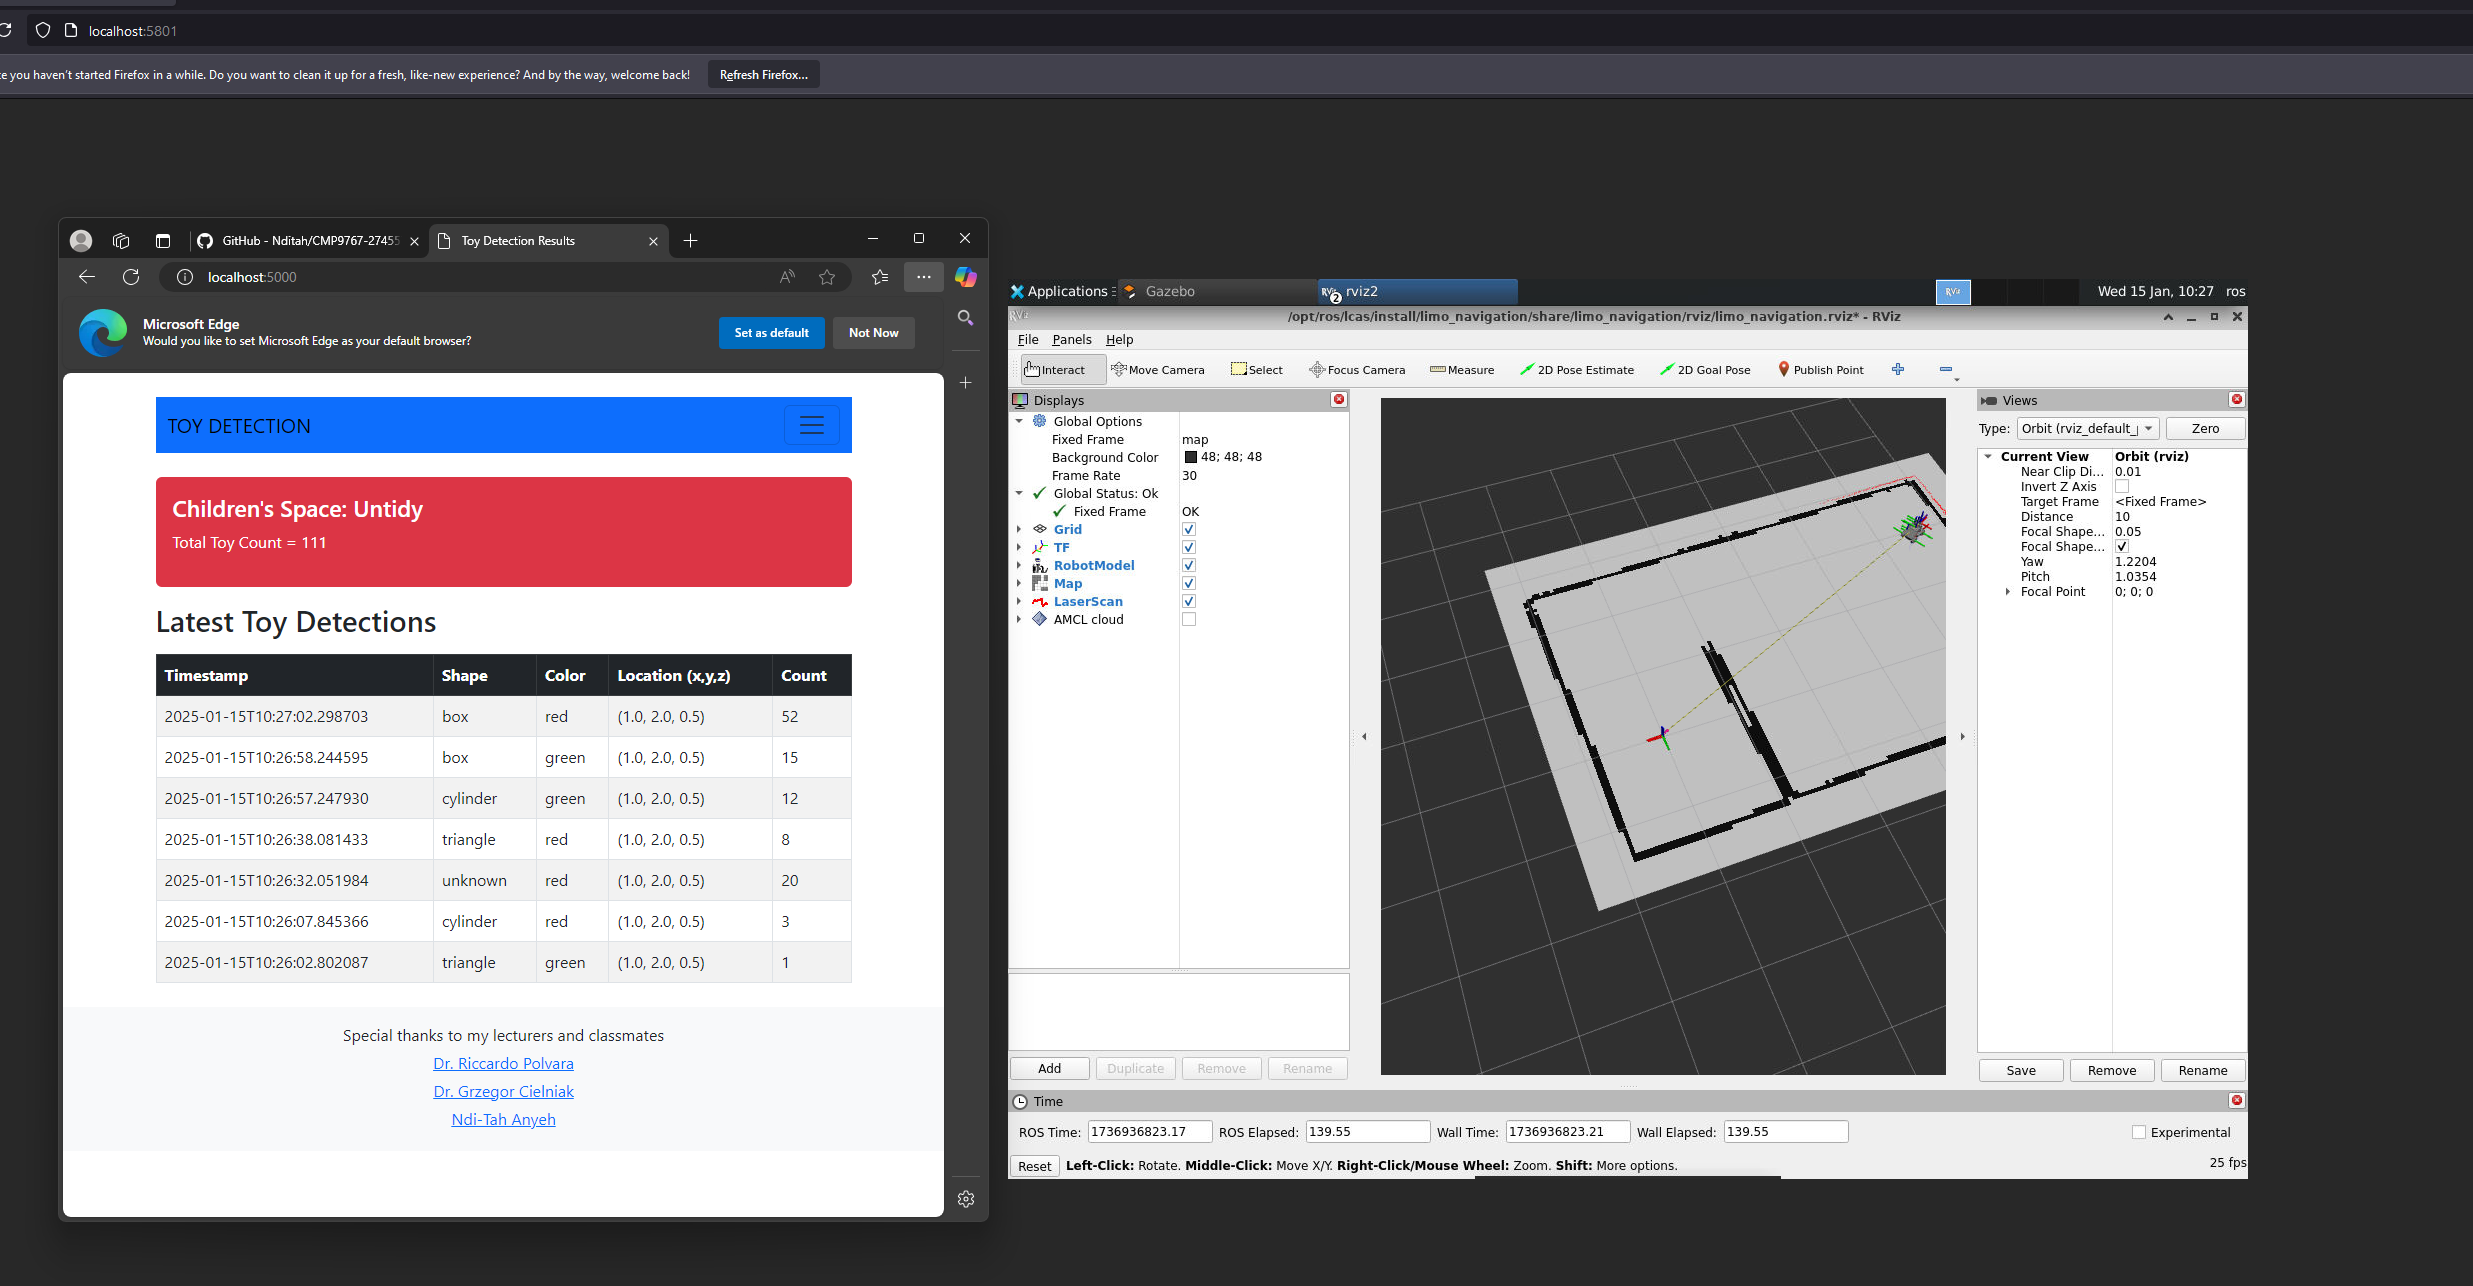 localhost:5801
e you haven't started Firefox in a while. Do you want to clean it up for a fresh, like-new experience? And by the way, welcome back!
Refresh Firefox...
GitHub - Nditah/CMP9767-27455
Toy Detection Results
localhost:5000
Microsoft Edge
Would you like to set Microsoft Edge as your default browser?
Set as default
Not Now
TOY DETECTION
Children's Space: Untidy
Total Toy Count = 111
Latest Toy Detections
Timestamp Shape Color Location (x,y,z) Count
2025-01-15T10:27:02.298703 box red (1.0, 2.0, 0.5) 52
2025-01-15T10:26:58.244595 box green (1.0, 2.0, 0.5) 15
2025-01-15T10:26:57.247930 cylinder green (1.0, 2.0, 0.5) 12
2025-01-15T10:26:38.081433 triangle red (1.0, 2.0, 0.5) 8
2025-01-15T10:26:32.051984 unknown red (1.0, 2.0, 0.5) 20
2025-01-15T10:26:07.845366 cylinder red (1.0, 2.0, 0.5) 3
2025-01-15T10:26:02.802087 triangle green (1.0, 2.0, 0.5) 1
Special thanks to my lecturers and classmates
Dr. Riccardo Polvara
Dr. Grzegor Cielniak
Ndi-Tah Anyeh
Applications
Gazebo
2
rviz2
RViz
Wed 15 Jan, 10:27 ros
/opt/ros/lcas/install/limo_navigation/share/limo_navigation/rviz/limo_navigation.rviz* - RViz
File Panels Help
Interact
Move Camera
Select
Focus Camera
Measure
2D Pose Estimate
2D Goal Pose
Publish Point
Displays
Global Options
Fixed Frame map
Background Color 48; 48; 48
Frame Rate 30
Global Status: Ok
Fixed Frame OK
Grid
TF
RobotModel
Map
LaserScan
AMCL cloud
Add
Duplicate
Remove
Rename
Views
Type: Orbit (rviz_default_ Zero
Current View Orbit (rviz)
Near Clip Di... 0.01
Invert Z Axis
Target Frame <Fixed Frame>
Distance 10
Focal Shape... 0.05
Focal Shape...
Yaw 1.2204
Pitch 1.0354
Focal Point 0; 0; 0
Save
Remove
Rename
Time
ROS Time: 1736936823.17 ROS Elapsed: 139.55 Wall Time: 1736936823.21 Wall Elapsed: 139.55
Experimental
Reset
Left-Click: Rotate. Middle-Click: Move X/Y. Right-Click/Mouse Wheel: Zoom. Shift: More options.
25 fps